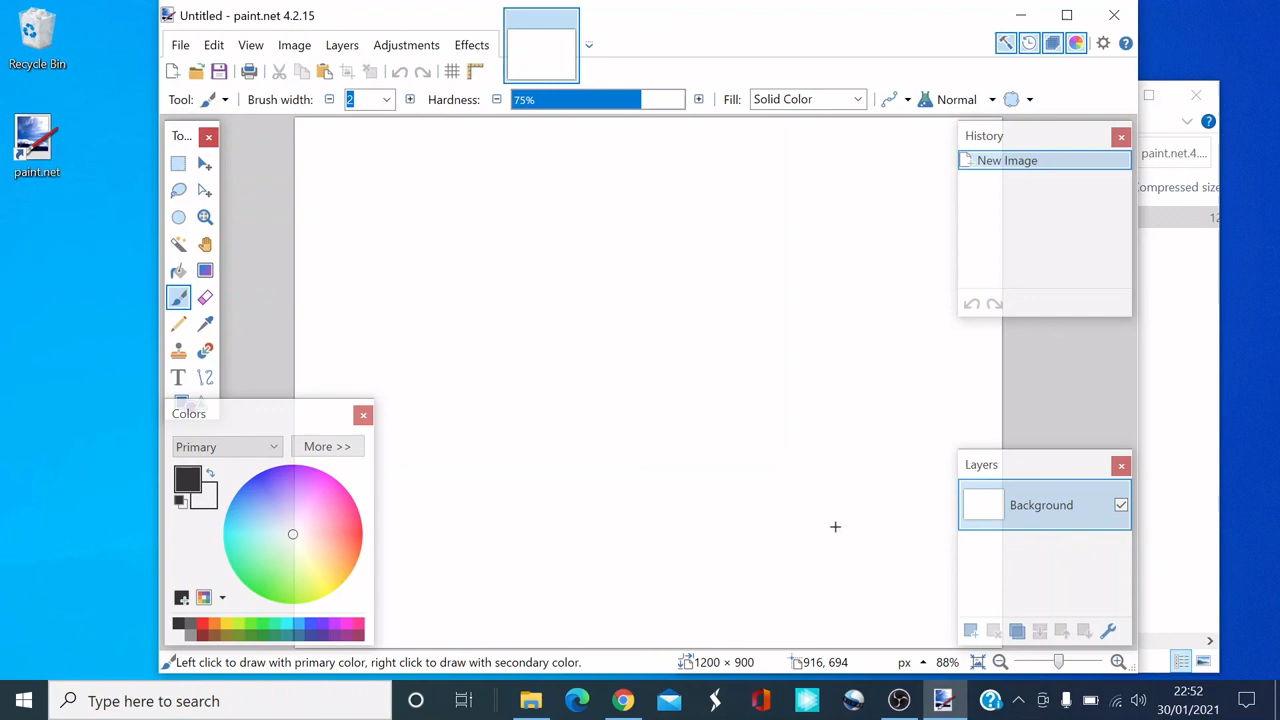 Untitled - paint.net 4.2.15
Recycle Bin
paint.net
File Edit View Image Layers Adjustments Effects
Tool: Brush width: 2 Hardness: 75% Fill: Solid Color Normal
To...
History
New Image
paint.net.4....
ompressed size
12
Colors
Primary
More >>
Layers
Background
Left click to draw with primary color, right click to draw with secondary color.
1200 × 900
916, 694
px
88%
Type here to search
22:52
30/01/2021